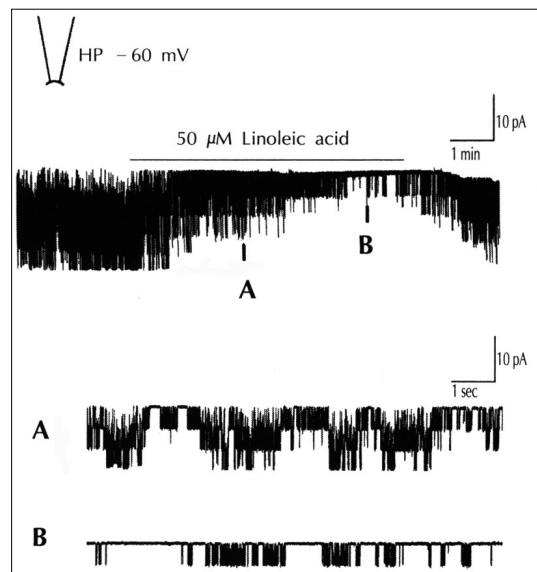 HP – 60 mV
10 pA
1 min
50 µM Linoleic acid
B
A
10 pA
1 sec
A
B